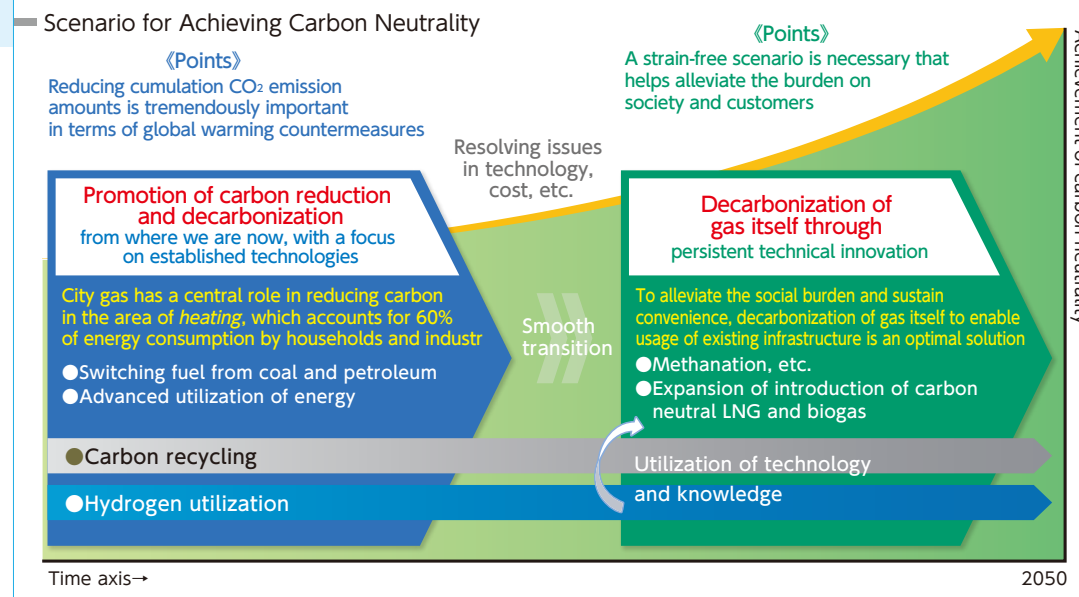 Scenario for Achieving Carbon Neutrality
《Points》
Reducing cumulation CO₂ emission
amounts is tremendously important
in terms of global warming countermeasures
《Points》
A strain-free scenario is necessary that
helps alleviate the burden on
society and customers
Resolving issues
in technology,
cost, etc.
Promotion of carbon reduction
and decarbonization
from where we are now, with a focus
on established technologies
City gas has a central role in reducing carbon
in the area of heating, which accounts for 60%
of energy consumption by households and industr
●Switching fuel from coal and petroleum
●Advanced utilization of energy
Smooth
transition
Decarbonization of
gas itself through
persistent technical innovation
To alleviate the social burden and sustain
convenience, decarbonization of gas itself to enable
usage of existing infrastructure is an optimal solution
●Methanation, etc.
●Expansion of introduction of carbon
neutral LNG and biogas
●Carbon recycling
●Hydrogen utilization
Utilization of technology
and knowledge
Achievement of carbon neutrality
Time axis→
2050